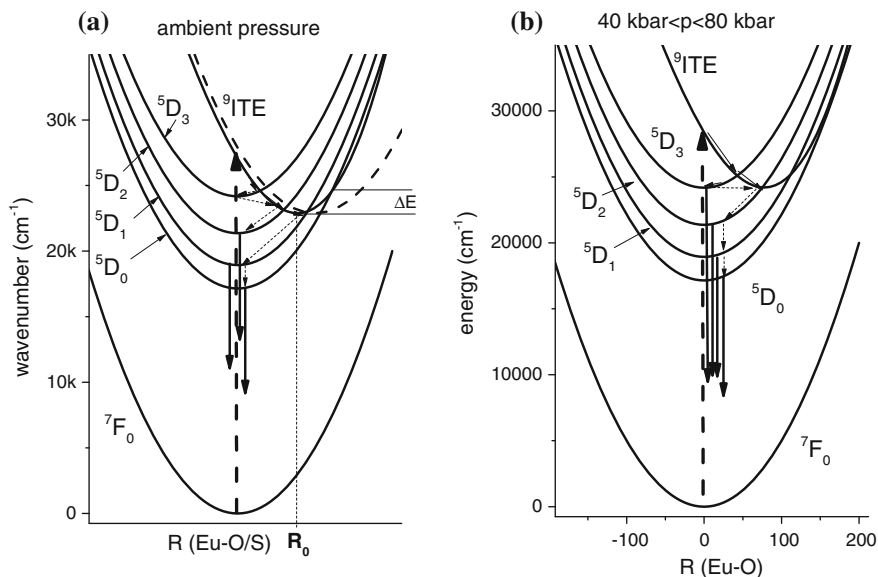 (a)
ambient pressure
⁹ITE
30k
⁵D₃
⁵D₂
⁵D₁
⁵D₀
ΔE
20k
10k
⁷F₀
0
wavenumber (cm⁻¹)
R (Eu-O/S)
R₀
(b)
40 kbar<p<80 kbar
⁹ITE
30000
⁵D₃
⁵D₂
⁵D₁
⁵D₀
20000
10000
⁷F₀
0
energy (cm⁻¹)
-100
0
100
200
R (Eu-O)